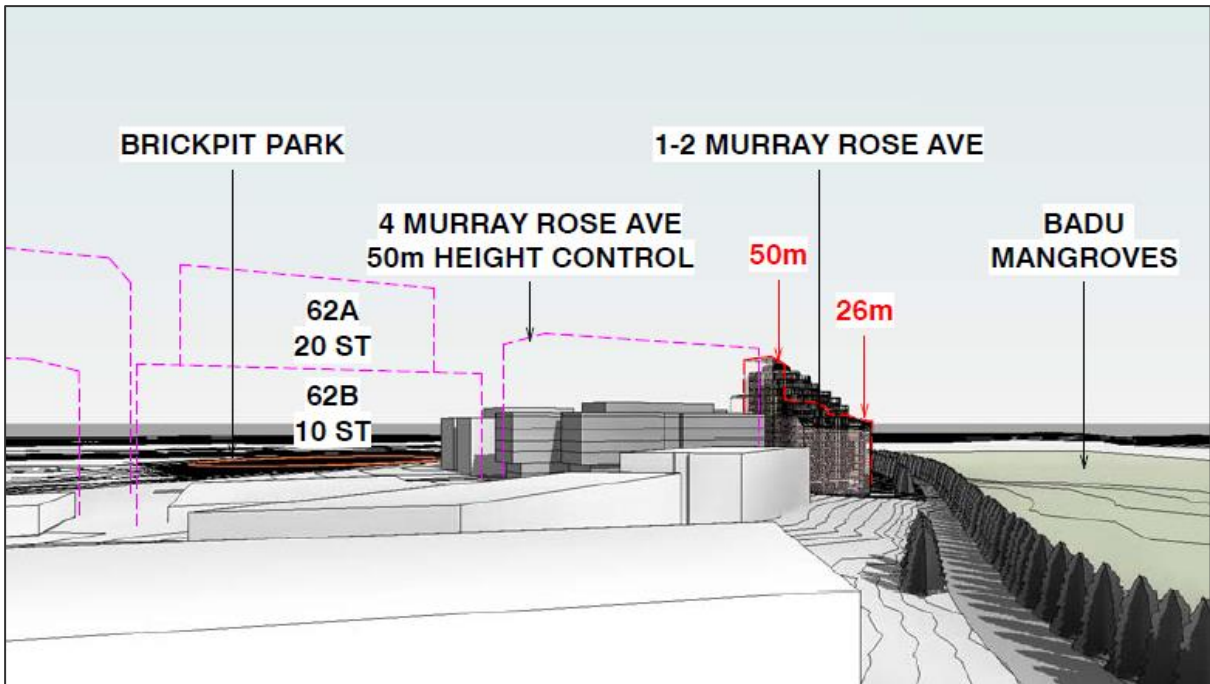 BRICKPIT PARK
1-2 MURRAY ROSE AVE
4 MURRAY ROSE AVE
50m HEIGHT CONTROL
50m
BADU
MANGROVES
26m
62A
20 ST
62B
10 ST